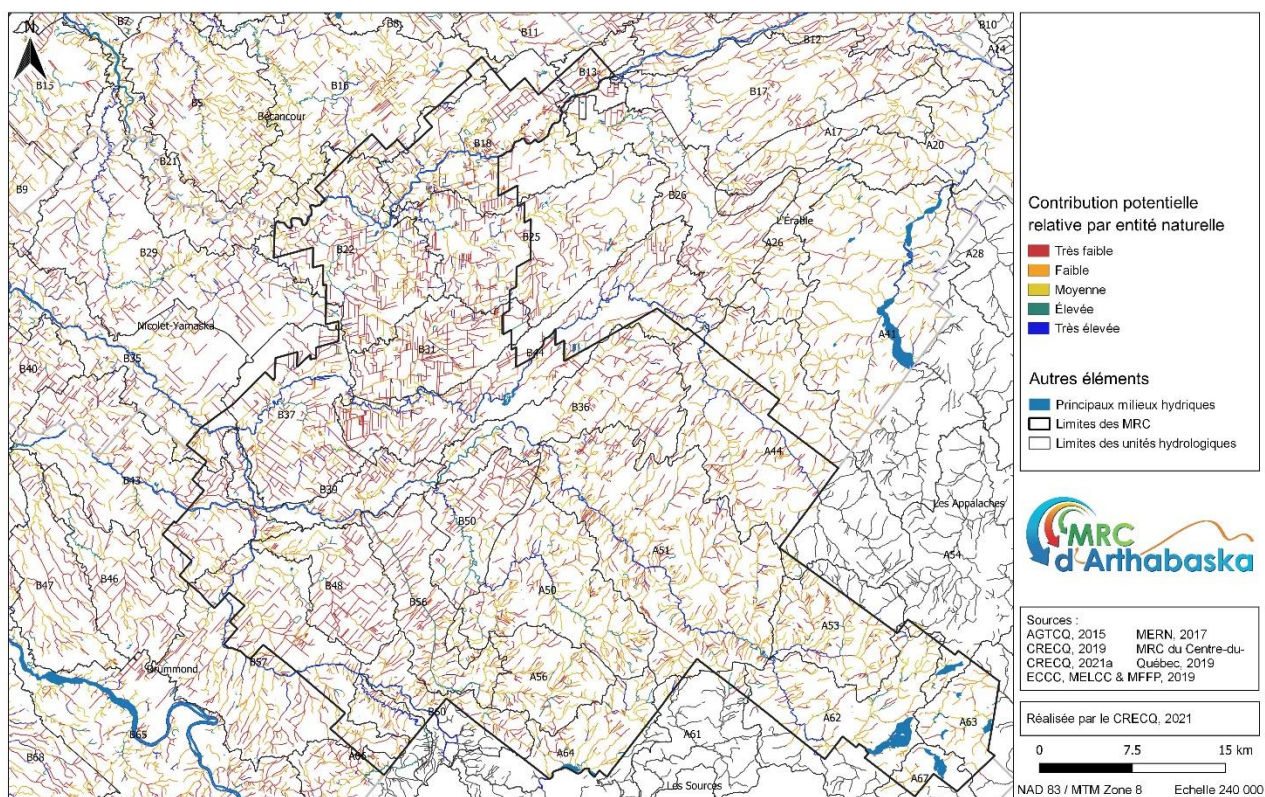 N
B7
B8
B10
B11
B12
A14
B13
B15
B16
B5
B17
Bécancour
A17
B18
A20
B21
B9
B26
L'Érable
B22
B25
A26
B29
A28
Nicolet-Yamaska
A41
B35
B31
B44
B40
B37
B36
A44
B43
B39
Les Appalaches
B50
A51
A54
B47
B46
B48
B56
A50
A53
Drummond
B57
A56
B60
A62
A63
B65
A61
A66
A64
A67
B68
Les Sources
Contribution potentielle
relative par entité naturelle
Très faible
Faible
Moyenne
Élevée
Très élevée
Autres éléments
Principaux milieux hydriques
Limites des MRC
Limites des unités hydrologiques
MRC
d'Arthabaska
Sources :
AGTCQ, 2015 MERN, 2017
CRECQ, 2019 MRC du Centre-du-
CRECQ, 2021a Québec, 2019
ECCC, MELCC & MFFP, 2019
Réalisée par le CRECQ, 2021
0 7.5 15 km
NAD 83 / MTM Zone 8 Echelle 240 000